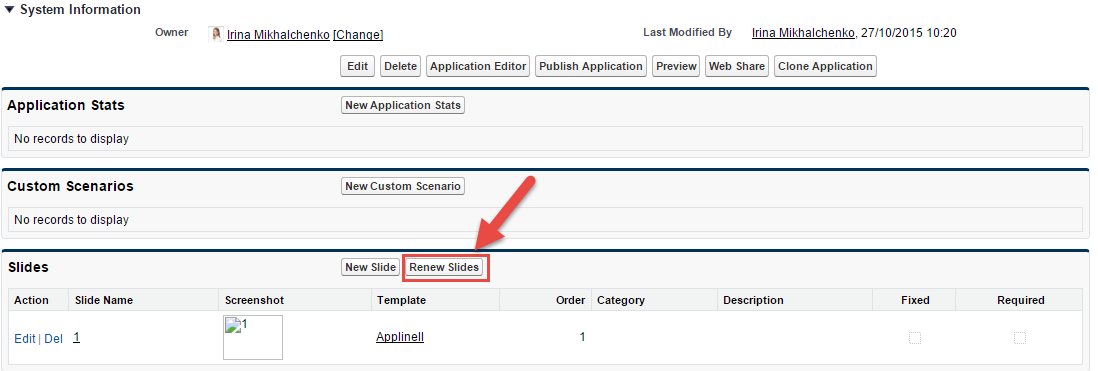 System Information
Owner Irina Mikhalchenko [Change] Last Modified By Irina Mikhalchenko, 27/10/2015 10:20
Edit Delete Application Editor Publish Application Preview Web Share Clone Application
Application Stats New Application Stats
No records to display
Custom Scenarios New Custom Scenario
No records to display
Slides New Slide Renew Slides
Action Slide Name Screenshot Template Order Category Description Fixed Required
Edit | Del 1 1 Applinell 1